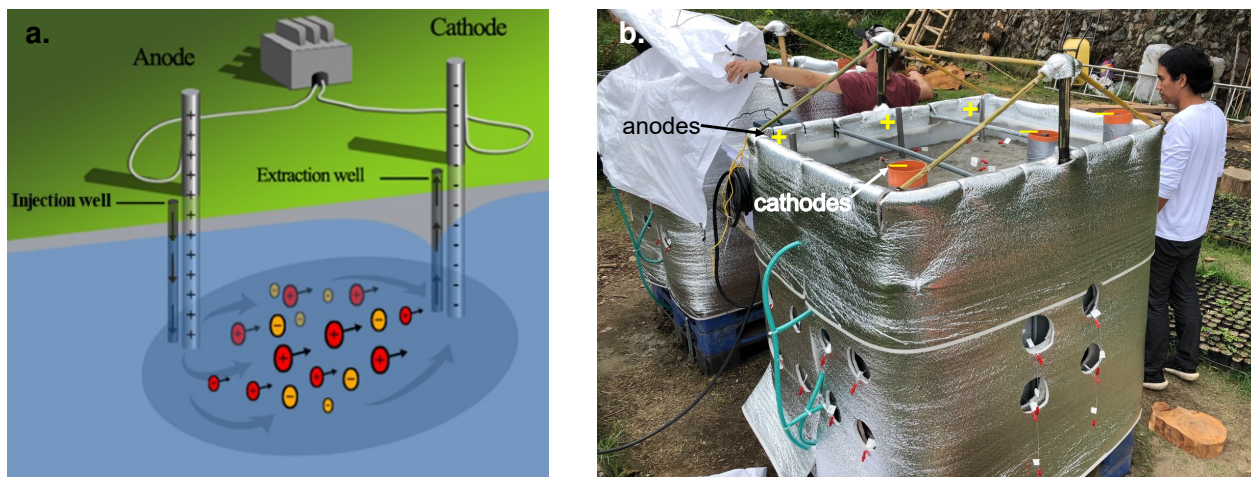 a.
Anode
Cathode
Injection well
Extraction well
b.
anodes
cathodes